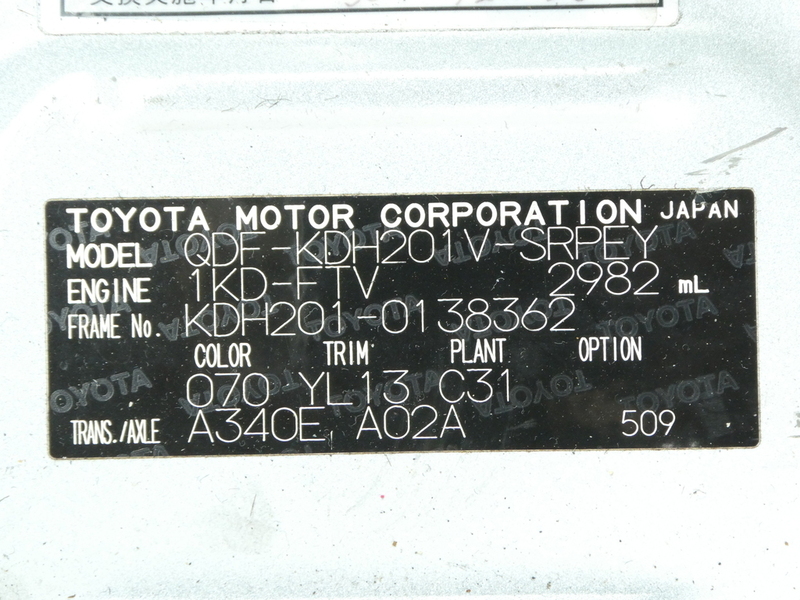 TOYOTA MOTOR CORPORATION JAPAN
MODEL QDF-KDH201V-SRPEY
ENGINE 1KD-FTV 2982 mL
FRAME No. KDH201-0138362
COLOR TRIM PLANT OPTION
070 YL13 C31
TRANS./AXLE A340E A02A 509